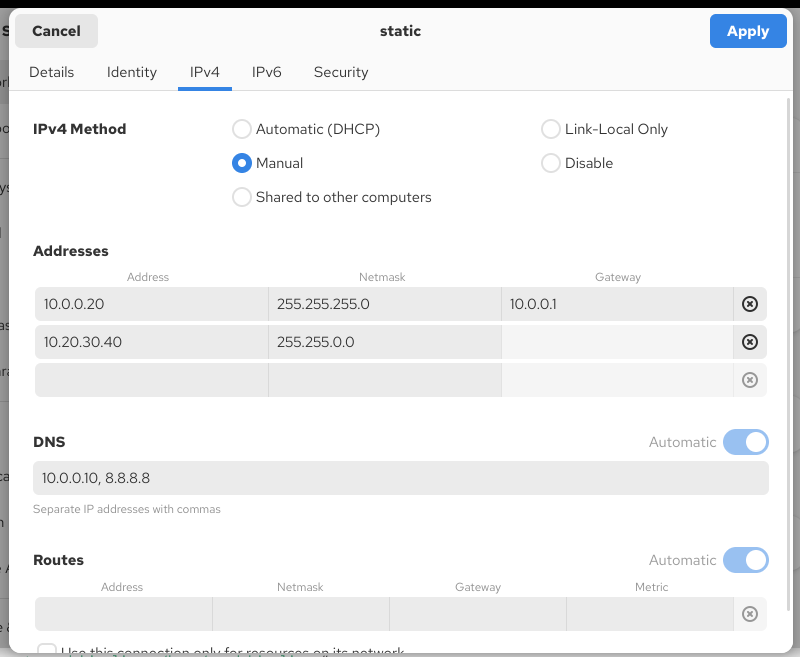 Cancel static Apply
Details Identity IPv4 IPv6 Security
IPv4 Method Automatic (DHCP) Link-Local Only
Manual Disable
Shared to other computers
Addresses
Address Netmask Gateway
10.0.0.20 255.255.255.0 10.0.0.1
10.20.30.40 255.255.0.0
DNS Automatic
10.0.0.10, 8.8.8.8
Separate IP addresses with commas
Routes Automatic
Address Netmask Gateway Metric
Use this connection only for resources on its network